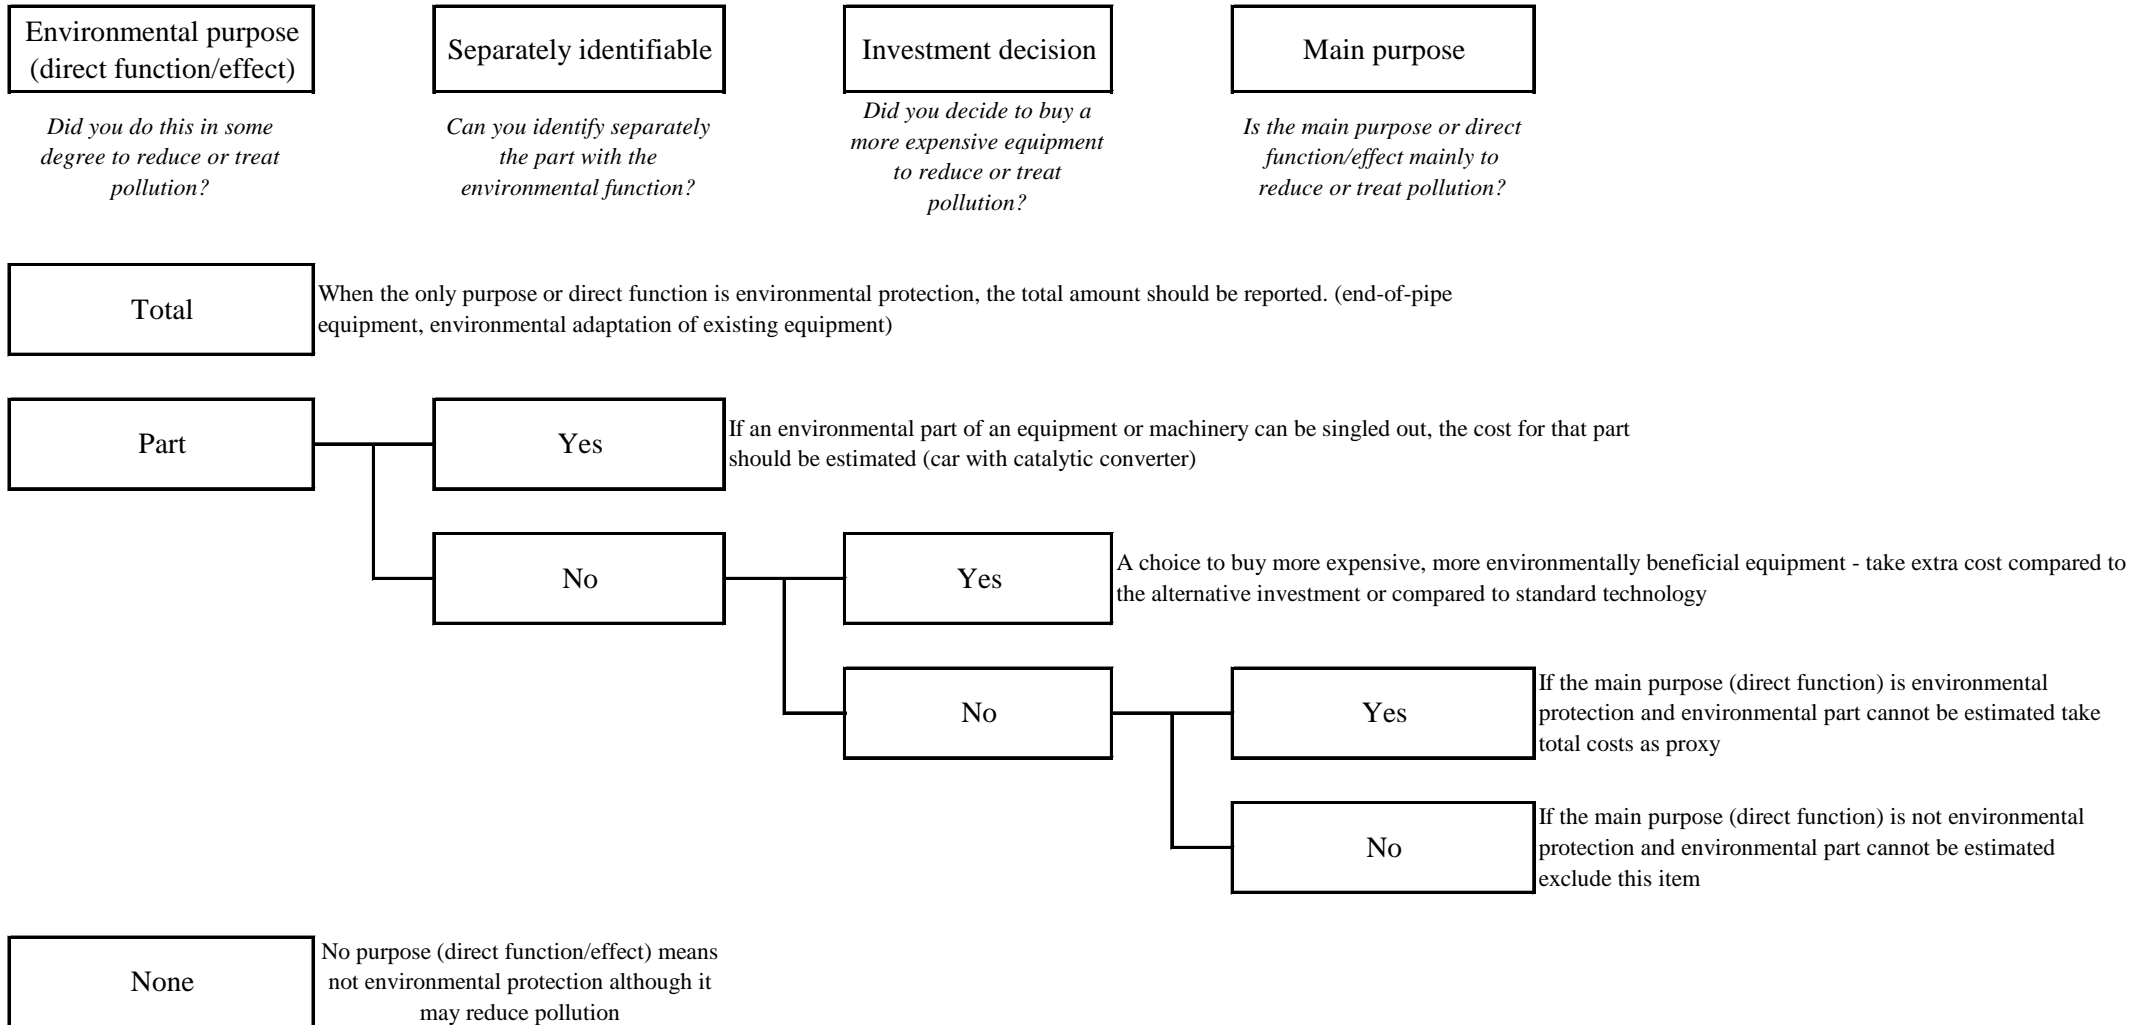 Environmental purpose
(direct function/effect)
Separately identifiable
Investment decision
Main purpose
Did you do this in some
degree to reduce or treat
pollution?
Can you identify separately
the part with the
environmental function?
Did you decide to buy a
more expensive equipment
to reduce or treat
pollution?
Is the main purpose or direct
function/effect mainly to
reduce or treat pollution?
Total
When the only purpose or direct function is environmental protection, the total amount should be reported. (end-of-pipe
equipment, environmental adaptation of existing equipment)
Part
Yes
If an environmental part of an equipment or machinery can be singled out, the cost for that part
should be estimated (car with catalytic converter)
No
Yes
A choice to buy more expensive, more environmentally beneficial equipment - take extra cost compared to
the alternative investment or compared to standard technology
No
Yes
If the main purpose (direct function) is environmental
protection and environmental part cannot be estimated take
total costs as proxy
No
If the main purpose (direct function) is not environmental
protection and environmental part cannot be estimated
exclude this item
None
No purpose (direct function/effect) means
not environmental protection although it
may reduce pollution